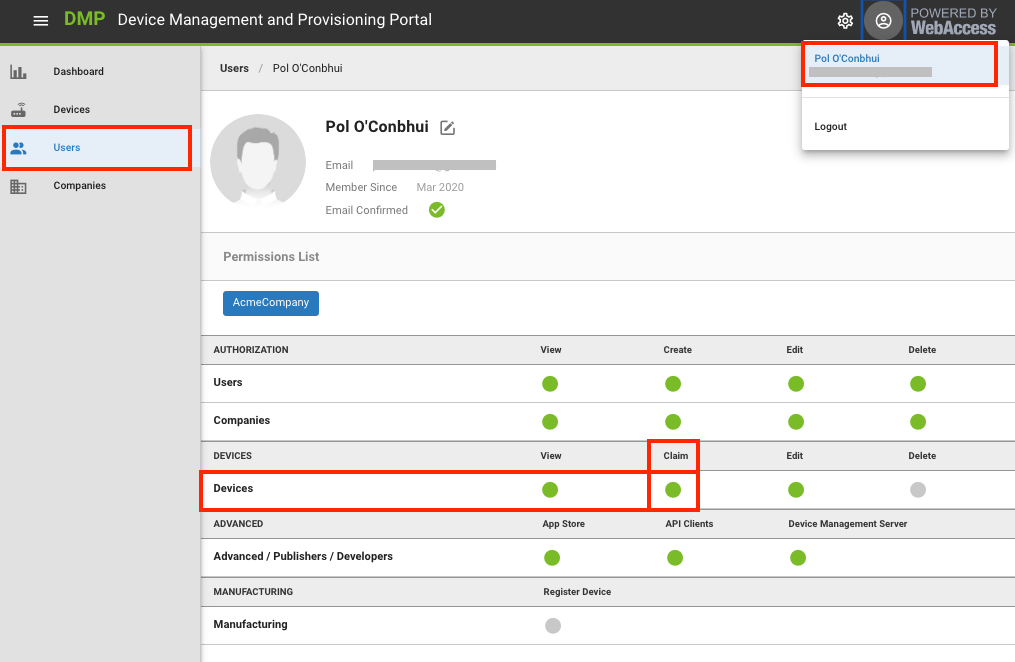 DMP Device Management and Provisioning Portal
POWERED BY
WebAccess
Pol O'Conbhui
Logout
Dashboard
Devices
Users
Companies
Users / Pol O'Conbhui
Pol O'Conbhui
Email
Member Since Mar 2020
Email Confirmed
Permissions List
AcmeCompany
AUTHORIZATION View Create Edit Delete
Users
Companies
DEVICES View Claim Edit Delete
Devices
ADVANCED App Store API Clients Device Management Server
Advanced / Publishers / Developers
MANUFACTURING Register Device
Manufacturing